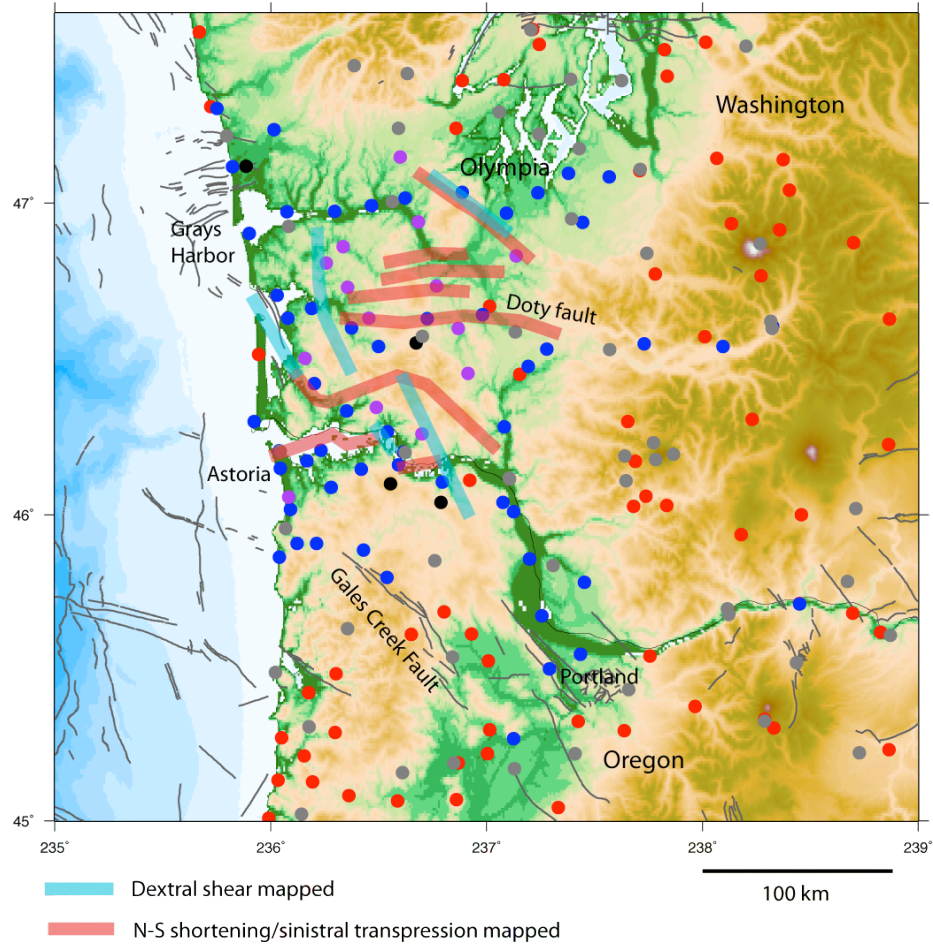 Washington
Olympia
47°
Grays
Harbor
Doty fault
Astoria
46°
Gales Creek Fault
Portland
Oregon
45°
235° 236° 237° 238° 239°
Dextral shear mapped
100 km
N-S shortening/sinistral transpression mapped